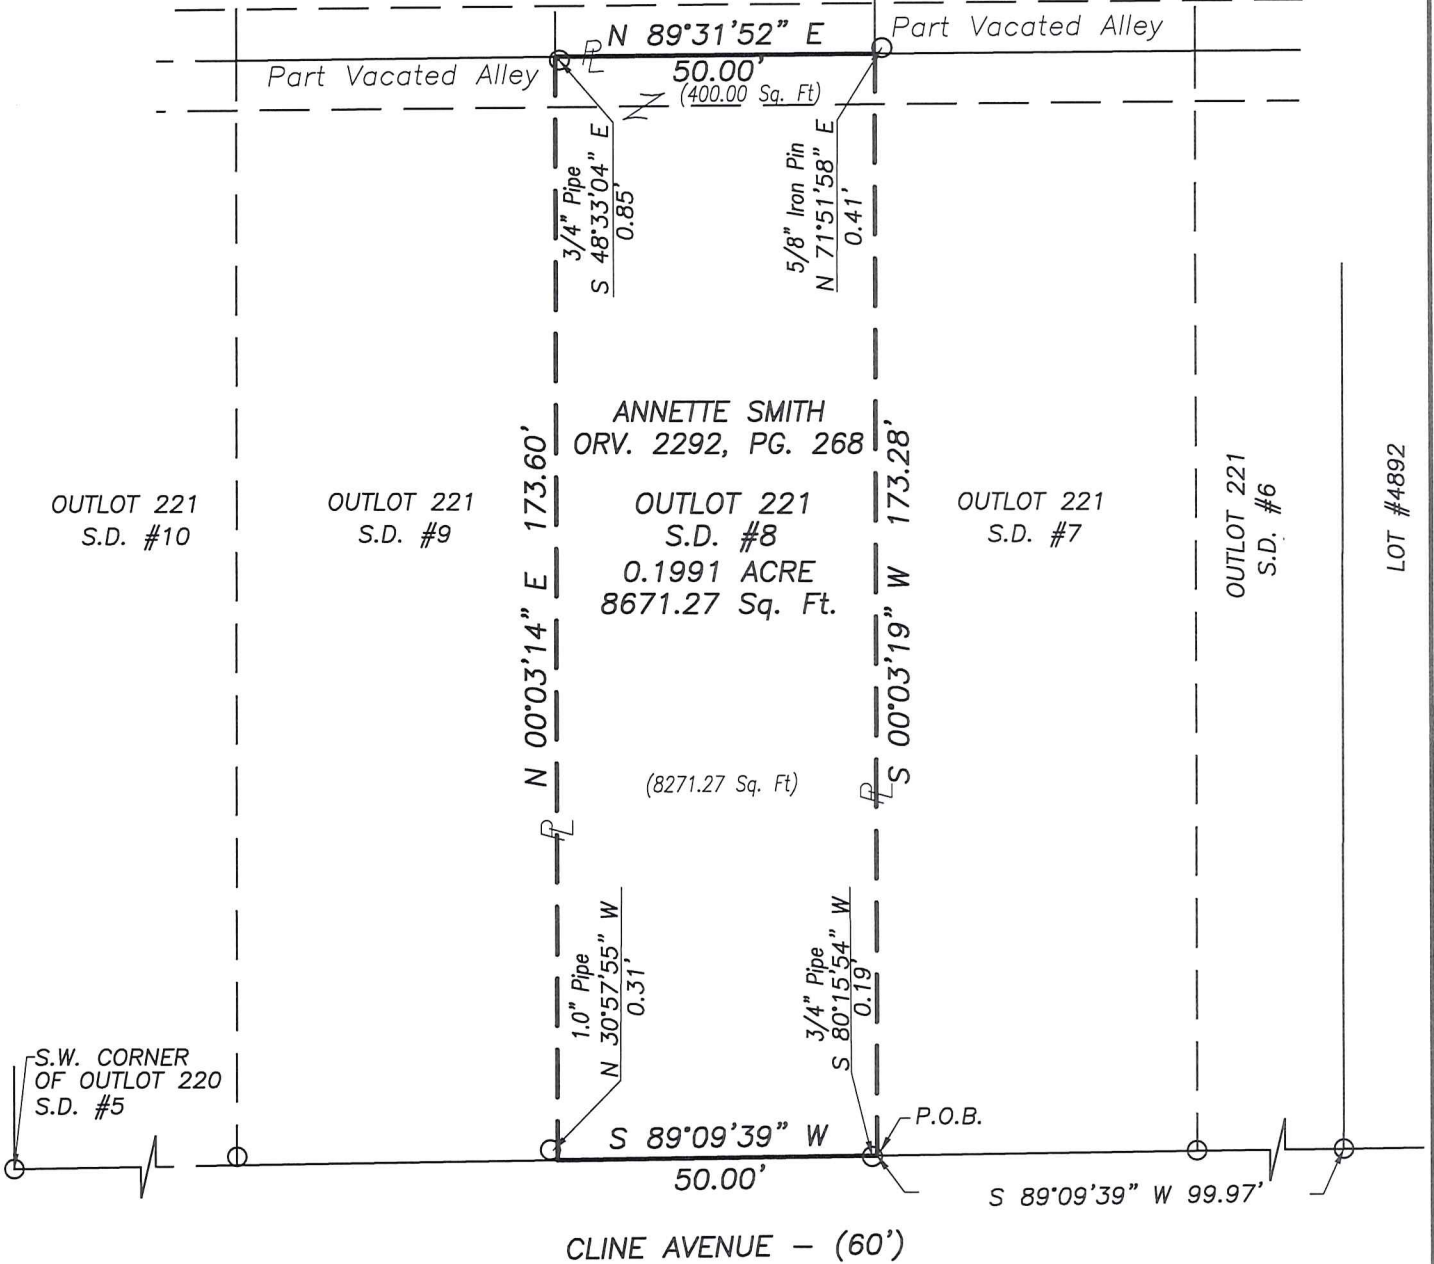 N 89°31'52" E
Part Vacated Alley
PL
Part Vacated Alley
50.00'
Z
(400.00 Sq. Ft)
3/4" Pipe
S 48°33'04" E
0.85'
5/8" Iron Pin
N 71°51'58" E
0.41'
ANNETTE SMITH
ORV. 2292, PG. 268
N 00°03'14" E 173.60'
S 00°03'19" W 173.28'
OUTLOT 221
S.D. #10
OUTLOT 221
S.D. #9
OUTLOT 221
S.D. #8
0.1991 ACRE
8671.27 Sq. Ft.
OUTLOT 221
S.D. #7
OUTLOT 221
S.D. #6
LOT #4892
(8271.27 Sq. Ft)
PL
PL
1.0" Pipe
N 30°57'55" W
0.31'
3/4" Pipe
S 80°15'54" W
0.19'
S.W. CORNER
OF OUTLOT 220
S.D. #5
S 89°09'39" W
50.00'
P.O.B.
S 89°09'39" W 99.97'
CLINE AVENUE - (60')